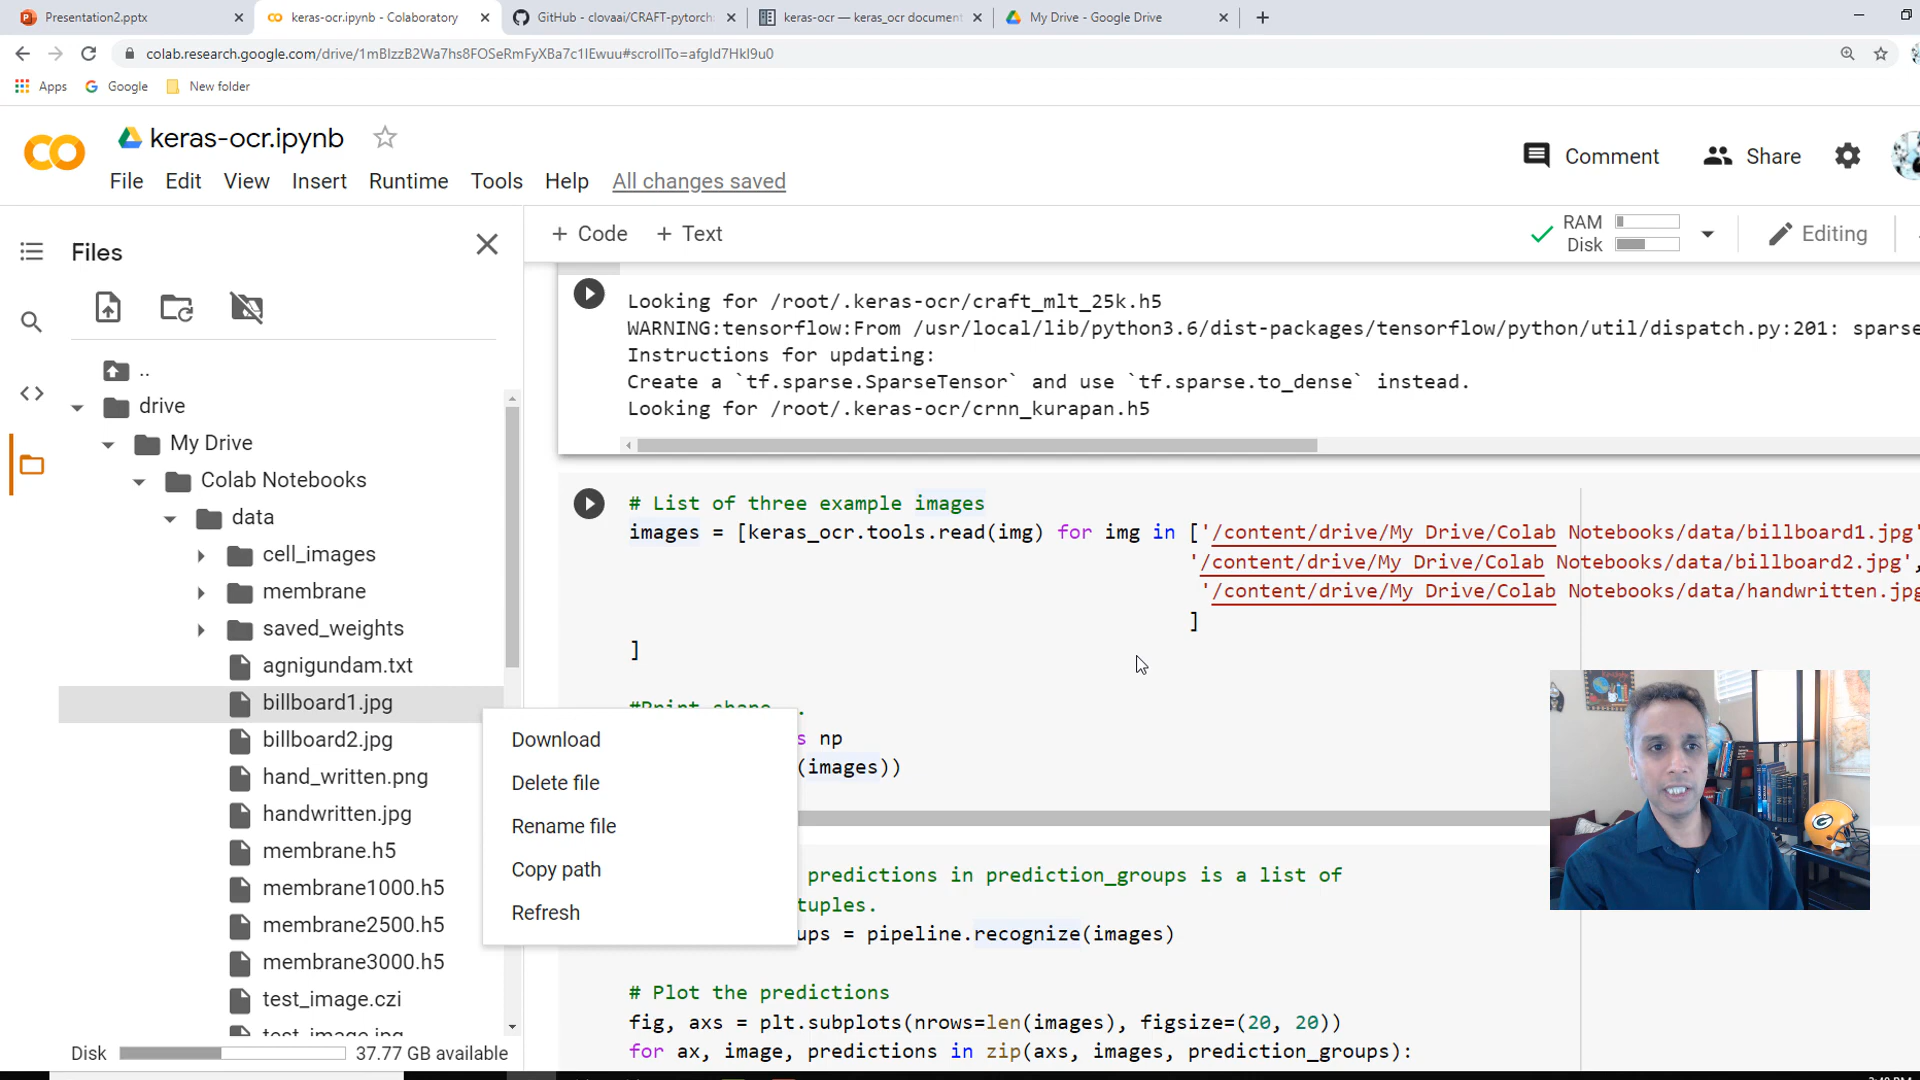 Presentation2.pptx
keras-ocr.ipynb - Colaboratory
GitHub - clovaai/CRAFT-pytorch
keras-ocr — keras_ocr document
My Drive - Google Drive
colab.research.google.com/drive/1mBIzzB2Wa7hs8FOSeRmFyXBa7c1IEwuu#scrollTo=afgId7HkI9u0
Apps
Google
New folder
keras-ocr.ipynb
Comment
Share
File Edit View Insert Runtime Tools Help All changes saved
Files
+ Code + Text
RAM
Disk
Editing
..
drive
My Drive
Colab Notebooks
data
cell_images
membrane
saved_weights
agnigundam.txt
billboard1.jpg
billboard2.jpg
hand_written.png
handwritten.jpg
membrane.h5
membrane1000.h5
membrane2500.h5
membrane3000.h5
test_image.czi
test_image.jpg
Disk 37.77 GB available
Download
Delete file
Rename file
Copy path
Refresh
Looking for /root/.keras-ocr/craft_mlt_25k.h5
WARNING:tensorflow:From /usr/local/lib/python3.6/dist-packages/tensorflow/python/util/dispatch.py:201: sparse
Instructions for updating:
Create a `tf.sparse.SparseTensor` and use `tf.sparse.to_dense` instead.
Looking for /root/.keras-ocr/crnn_kurapan.h5
# List of three example images
images = [keras_ocr.tools.read(img) for img in ['/content/drive/My Drive/Colab Notebooks/data/billboard1.jpg'
'/content/drive/My Drive/Colab Notebooks/data/billboard2.jpg',
'/content/drive/My Drive/Colab Notebooks/data/handwritten.jpg
]
]
#Print shape
s np
(images))
predictions in prediction_groups is a list of
tuples.
ups = pipeline.recognize(images)
# Plot the predictions
fig, axs = plt.subplots(nrows=len(images), figsize=(20, 20))
for ax, image, predictions in zip(axs, images, prediction_groups):